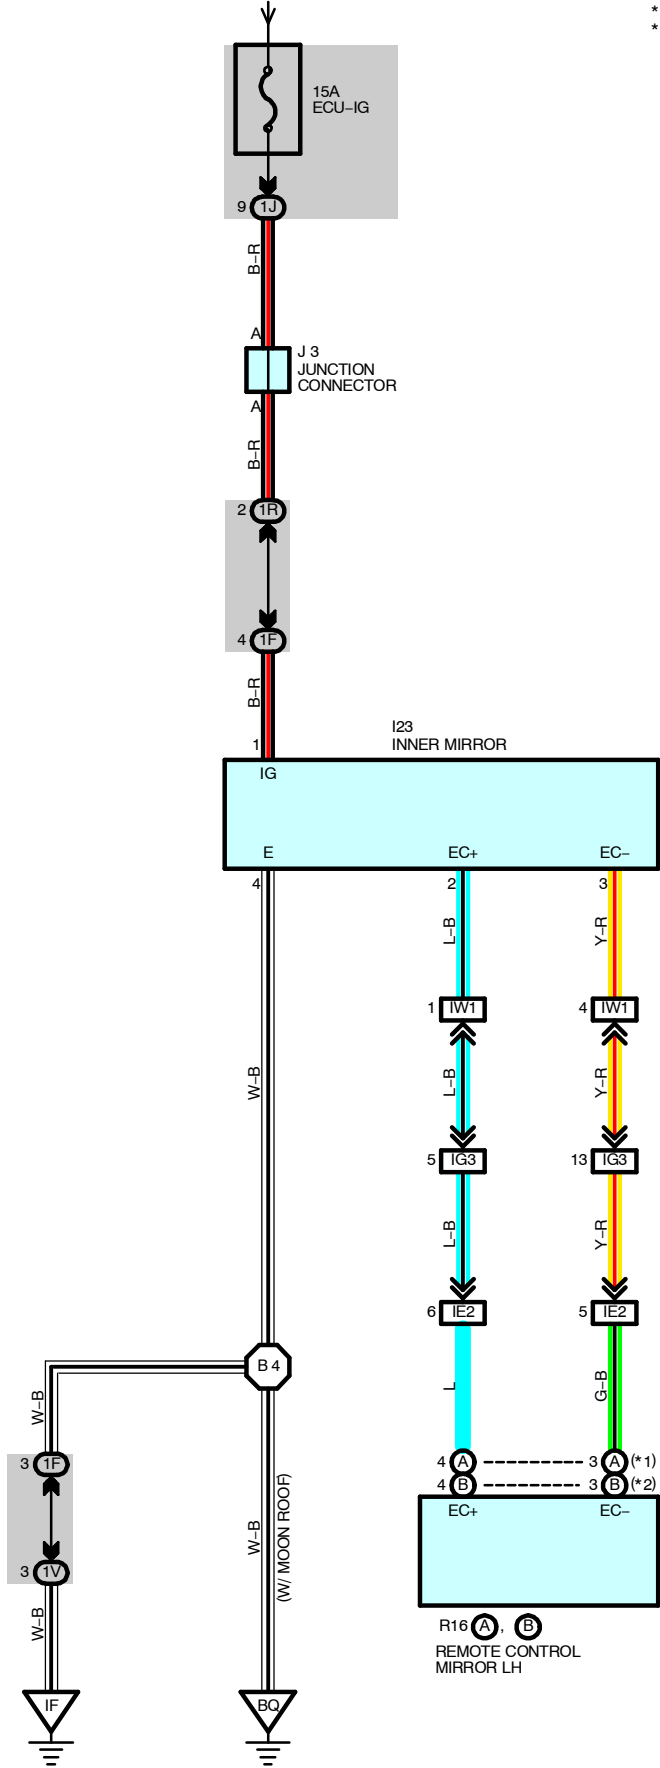 *
*
15A
ECU−IG
9 1J
B−R
A
J 3
JUNCTION
CONNECTOR
A
B−R
2 1R
4 1F
B−R
I23
INNER MIRROR
1
IG
E EC+ EC−
4 2 3
L−B Y−R
1 IW1 4 IW1
W−B L−B Y−R
5 IG3 13 IG3
L−B Y−R
6 IE2 5 IE2
B 4
W−B L G−B
3 1F 4 A 3 A (*1)
4 B 3 B (*2)
EC+ EC−
W−B (W/ MOON ROOF)
3 1V
W−B
R16 A , B
REMOTE CONTROL
MIRROR LH
IF BQ